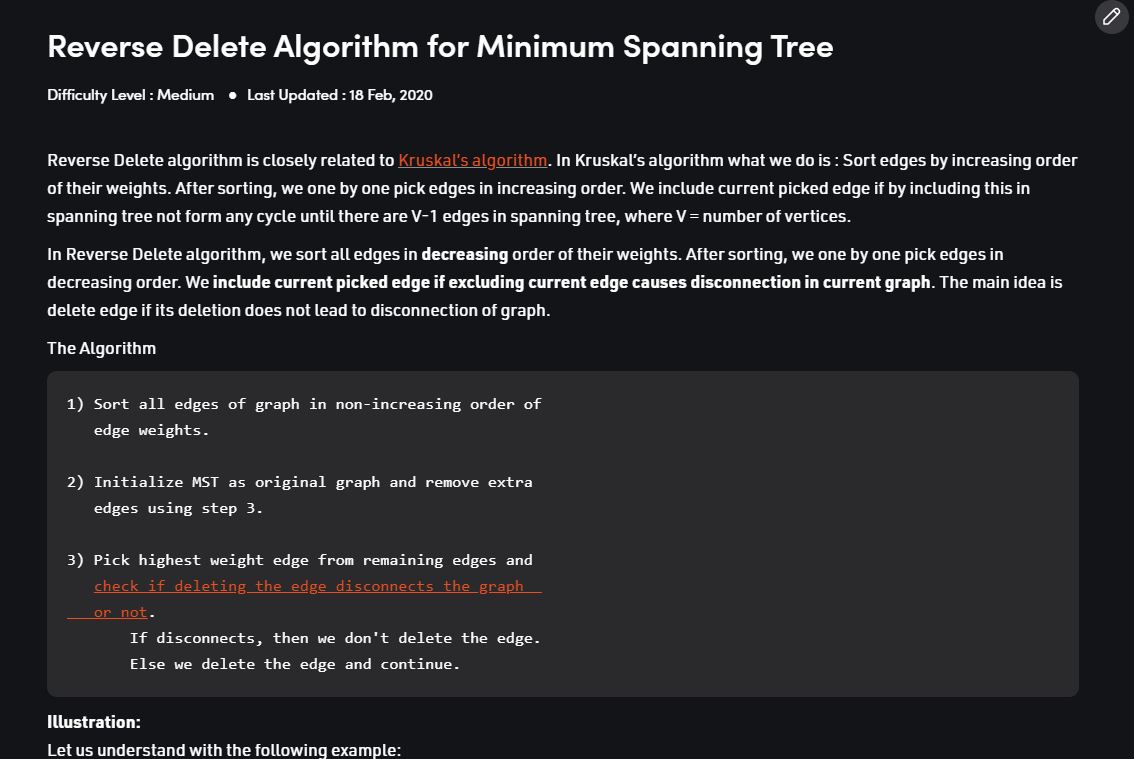 Reverse Delete Algorithm for Minimum Spanning Tree
Difficulty Level : Medium ● Last Updated : 18 Feb, 2020
Reverse Delete algorithm is closely related to Kruskal’s algorithm. In Kruskal’s algorithm what we do is : Sort edges by increasing order
of their weights. After sorting, we one by one pick edges in increasing order. We include current picked edge if by including this in
spanning tree not form any cycle until there are V-1 edges in spanning tree, where V = number of vertices.
In Reverse Delete algorithm, we sort all edges in decreasing order of their weights. After sorting, we one by one pick edges in
decreasing order. We include current picked edge if excluding current edge causes disconnection in current graph. The main idea is
delete edge if its deletion does not lead to disconnection of graph.
The Algorithm
1) Sort all edges of graph in non-increasing order of
edge weights.
2) Initialize MST as original graph and remove extra
edges using step 3.
3) Pick highest weight edge from remaining edges and
check if deleting the edge disconnects the graph
or not.
If disconnects, then we don't delete the edge.
Else we delete the edge and continue.
Illustration:
Let us understand with the following example: